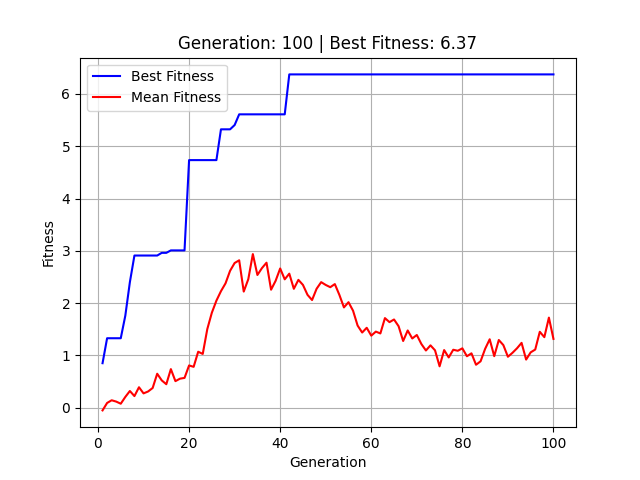 Generation: 100 | Best Fitness: 6.37
Best Fitness
Mean Fitness
Fitness
6
5
4
3
2
1
0
0 20 40 60 80 100
Generation